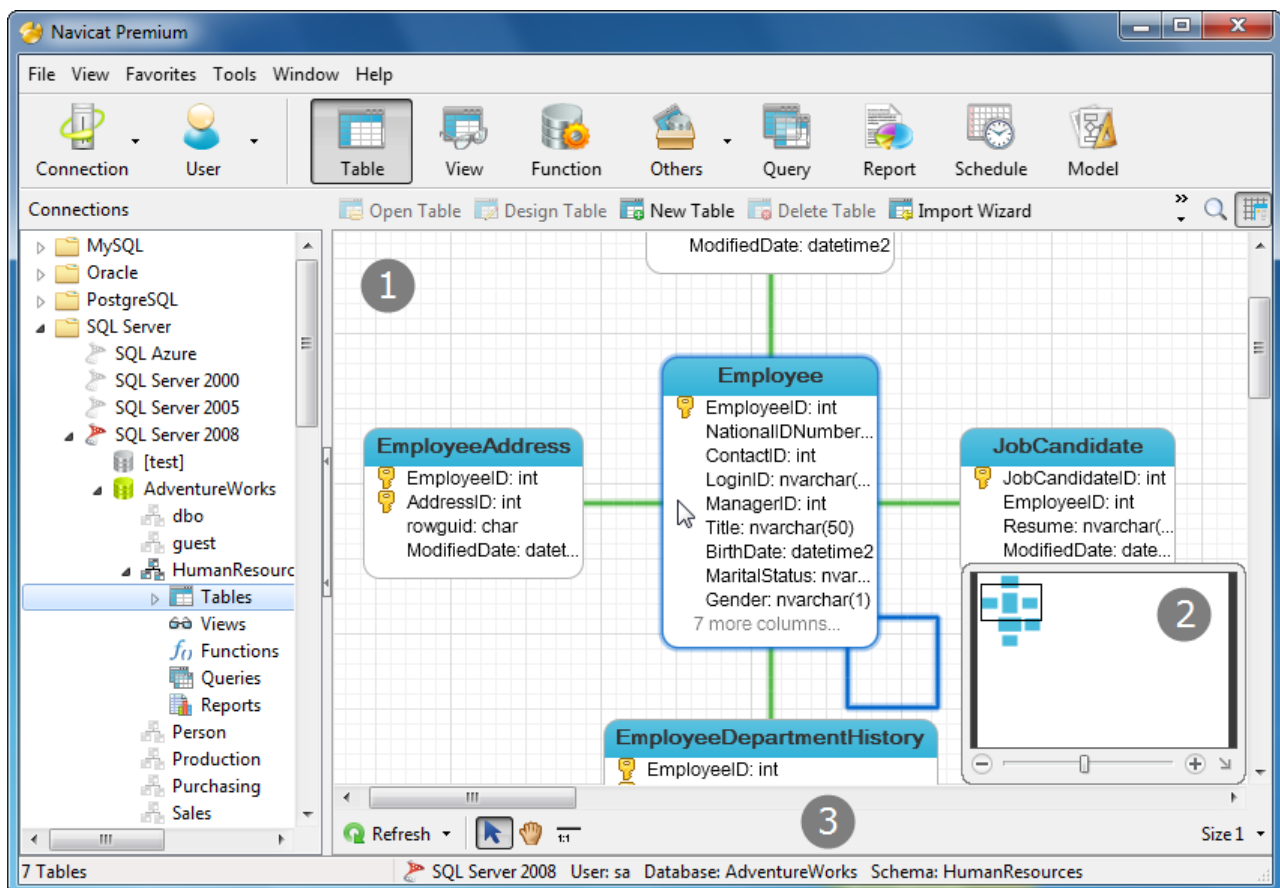 Navicat Premium
File View Favorites Tools Window Help
Connection User Table View Function Others Query Report Schedule Model
Connections
Open Table Design Table New Table Delete Table Import Wizard
MySQL
Oracle
PostgreSQL
SQL Server
SQL Azure
SQL Server 2000
SQL Server 2005
SQL Server 2008
[test]
AdventureWorks
dbo
guest
HumanResourc
Tables
Views
Functions
Queries
Reports
Person
Production
Purchasing
Sales
1
ModifiedDate: datetime2
Employee
EmployeeID: int
NationalIDNumber...
ContactID: int
LoginID: nvarchar(...
ManagerID: int
Title: nvarchar(50)
BirthDate: datetime2
MaritalStatus: nvar...
Gender: nvarchar(1)
7 more columns...
EmployeeAddress
EmployeeID: int
AddressID: int
rowguid: char
ModifiedDate: datet...
JobCandidate
JobCandidateID: int
EmployeeID: int
Resume: nvarchar(...
ModifiedDate: date...
2
EmployeeDepartmentHistory
EmployeeID: int
Refresh 1:1 3 Size 1
7 Tables SQL Server 2008 User: sa Database: AdventureWorks Schema: HumanResources